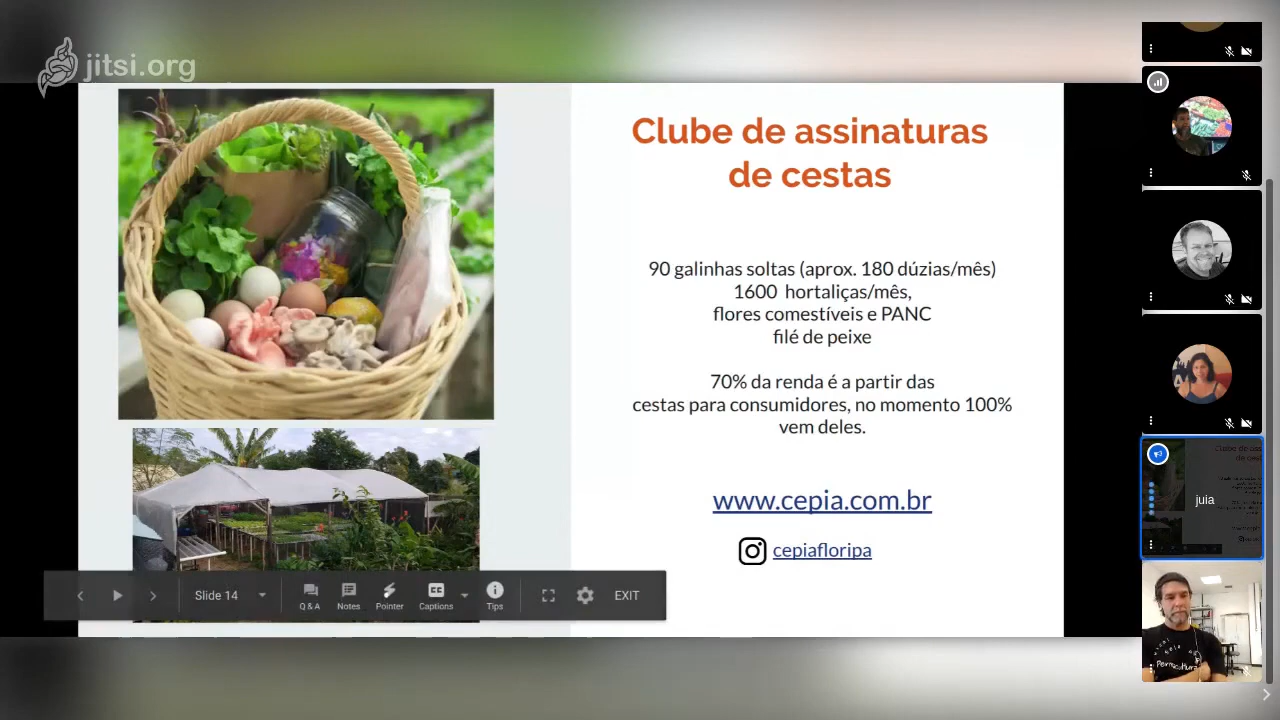 jitsi.org
Clube de assinaturas
de cestas
90 galinhas soltas (aprox. 180 dúzias/mês)
1600 hortaliças/mês,
flores comestíveis e PANC
filé de peixe
70% da renda é a partir das
cestas para consumidores, no momento 100%
vem deles.
www.cepia.com.br
cepiafloripa
Slide 14
Q & A
Notes
Pointer
CC
Captions
Tips
EXIT
juia
Permacultura